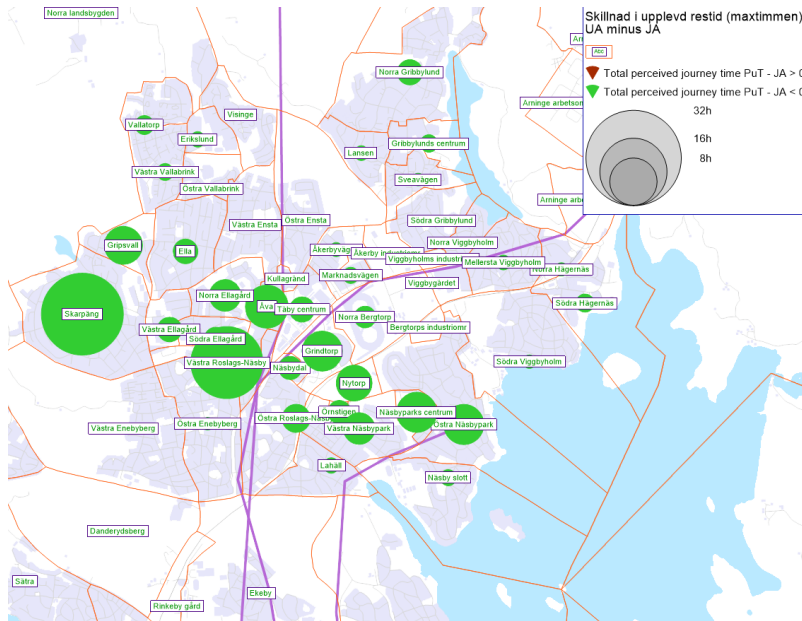 Norra landsbygden
Skillnad i upplevd restid (maxtimmen)
UA minus JA
Abc
Total perceived journey time PuT - JA > 0
Total perceived journey time PuT - JA < 0
32h
16h
8h
Norra Gribbylund
Arninge arbetsom
Visinge
Vallatorp
Erikslund
Gribbylunds centrum
Lansen
Västra Vallabrink
Sveavägen
Östra Vallabrink
Arninge arbe
Östra Ensta
Södra Gribbylund
Västra Ensta
Norra Viggbyholm
Gripsvall
Ella
Åkerbyväg
Åkerby industriomr
Viggbyholms industri
Mellersta Viggbyholm
Norra Hägernäs
Kullagränd
Marknadsvägen
Viggbygärdet
Norra Ellagård
Skarpäng
Täby centrum
Södra Hägernäs
Norra Bergtorp
Västra Ellagård
Bergtorps industriomr
Södra Ellagård
Grindtorp
Västra Roslags-Näsby
Södra Viggbyholm
Näsbydal
Nytorp
Örnstigen
Näsbyparks centrum
Östra Roslags-Näsb
Östra Enebyberg
Västra Enebyberg
Västra Näsbypark
Östra Näsbypark
Lahäll
Näsby slott
Danderydsberg
Sätra
Ekeby
Rinkeby gård